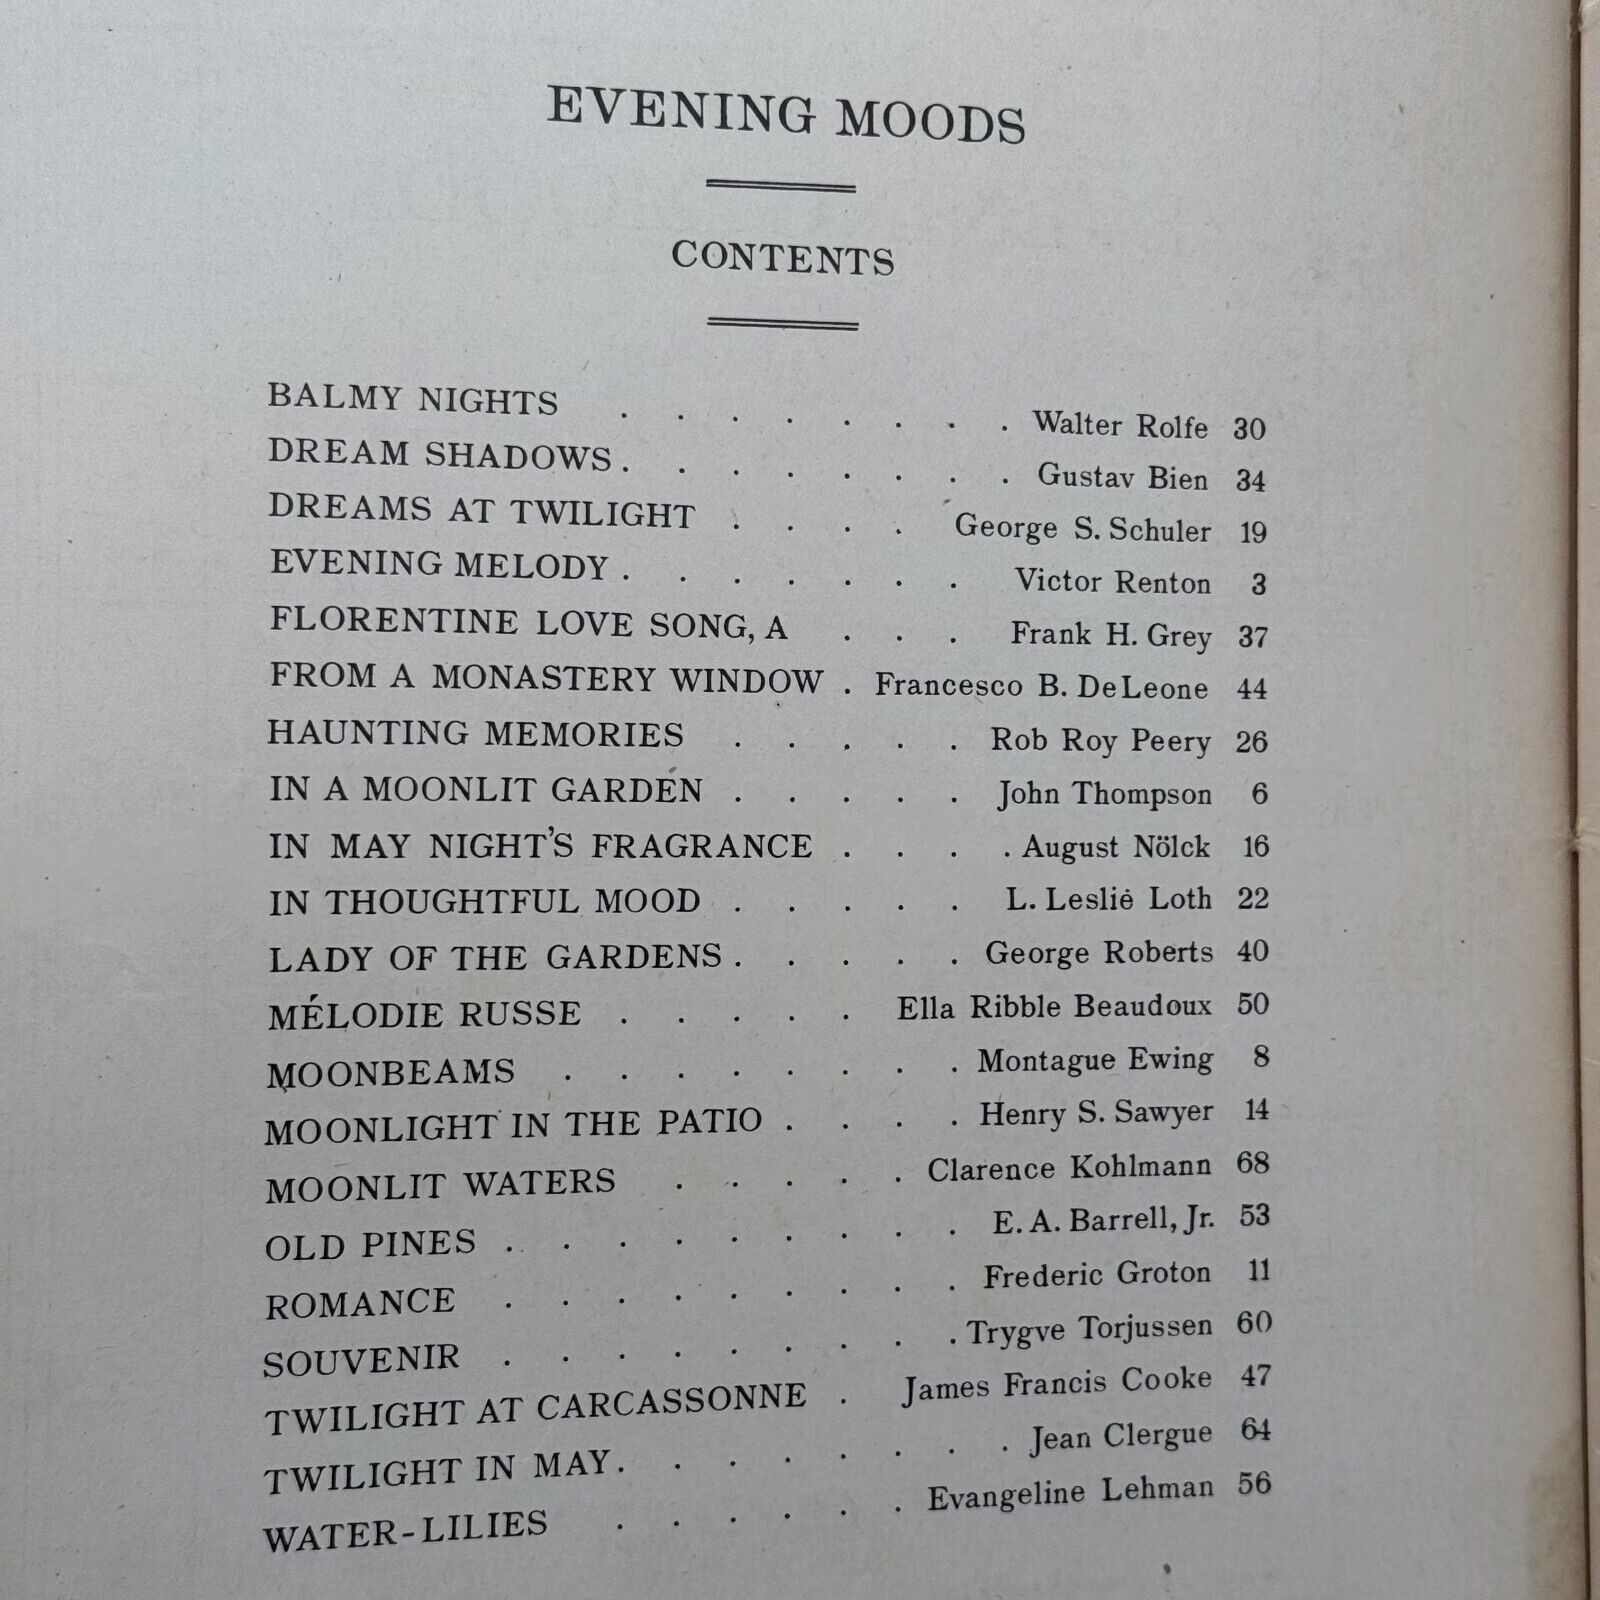 EVENING MOODS
CONTENTS
BALMY NIGHTS . . . . . . . . Walter Rolfe 30
DREAM SHADOWS . . . . . . . . Gustav Bien 34
DREAMS AT TWILIGHT . . . . George S. Schuler 19
EVENING MELODY . . . . . . . Victor Renton 3
FLORENTINE LOVE SONG, A . . . Frank H. Grey 37
FROM A MONASTERY WINDOW . Francesco B. DeLeone 44
HAUNTING MEMORIES . . . . . Rob Roy Peery 26
IN A MOONLIT GARDEN . . . . . John Thompson 6
IN MAY NIGHT'S FRAGRANCE . . . . August Nölck 16
IN THOUGHTFUL MOOD . . . . . L. Leslie Loth 22
LADY OF THE GARDENS . . . . . George Roberts 40
MÉLODIE RUSSE . . . . . Ella Ribble Beaudoux 50
MOONBEAMS . . . . . . . . Montague Ewing 8
MOONLIGHT IN THE PATIO . . . . Henry S. Sawyer 14
MOONLIT WATERS . . . . . Clarence Kohlmann 68
OLD PINES . . . . . . . . . E. A. Barrell, Jr. 53
ROMANCE . . . . . . . . . Frederic Groton 11
SOUVENIR . . . . . . . . . Trygve Torjussen 60
TWILIGHT AT CARCASSONNE . James Francis Cooke 47
TWILIGHT IN MAY . . . . . . . . Jean Clergue 64
WATER-LILIES . . . . . . Evangeline Lehman 56